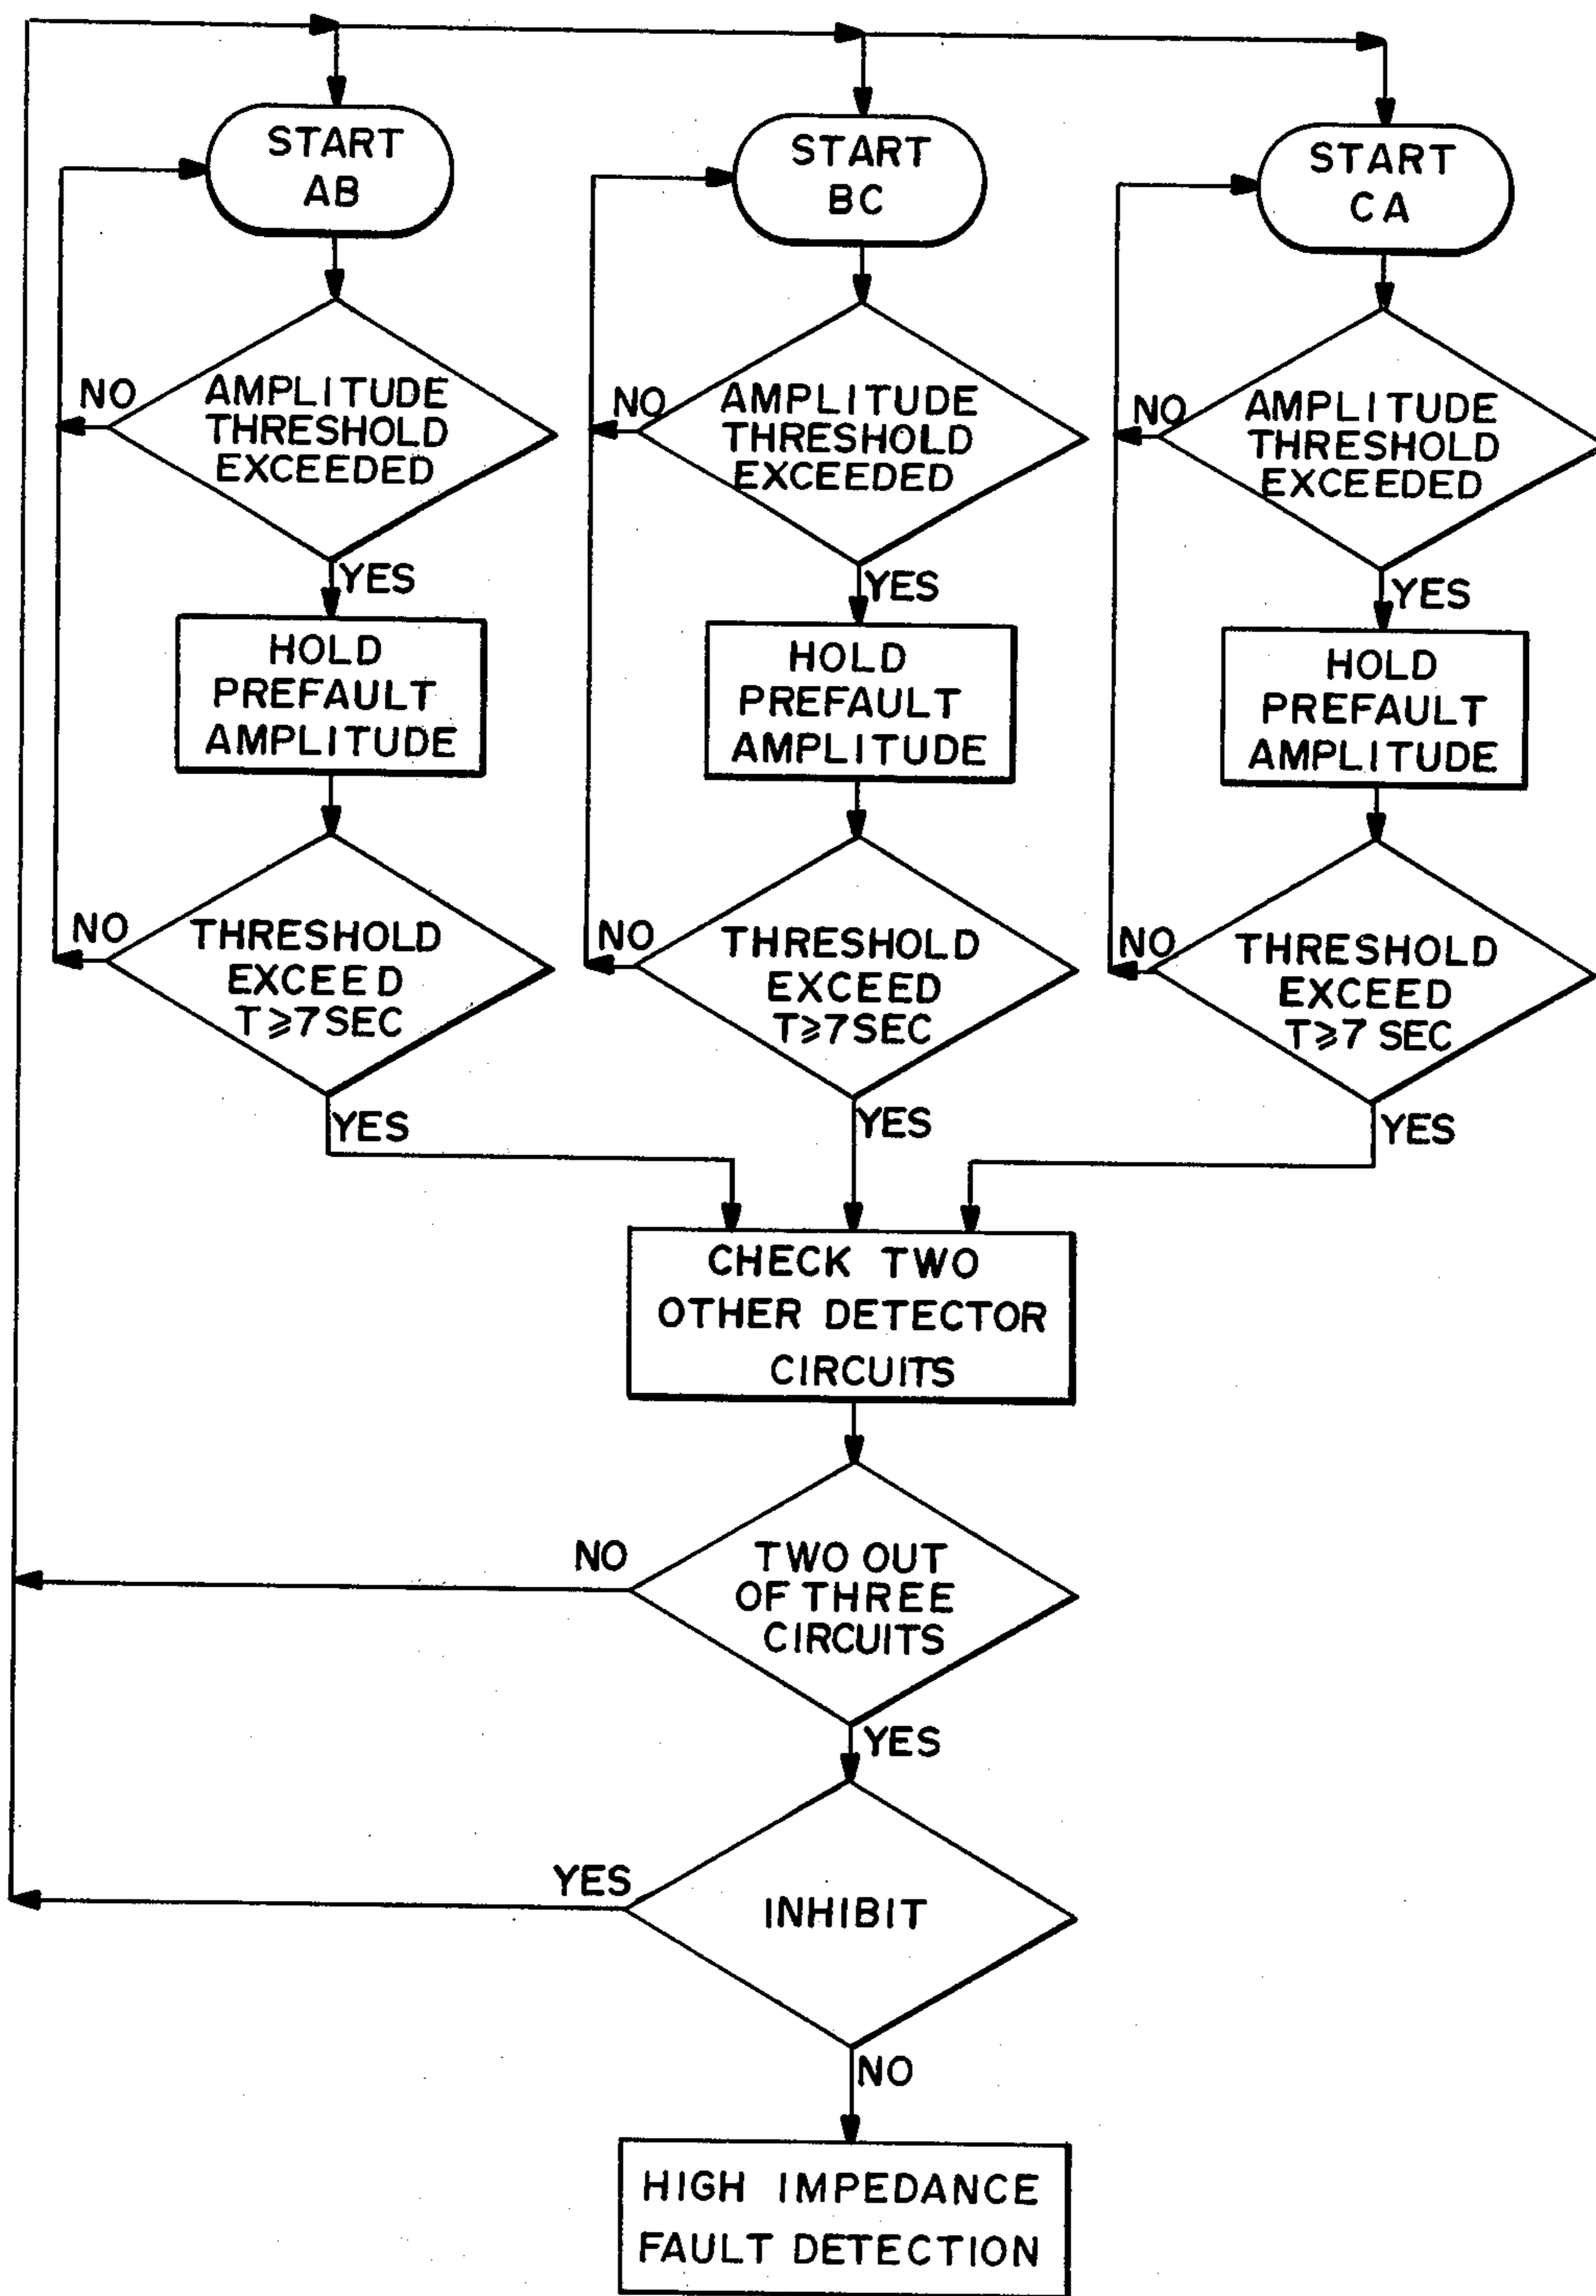 START
AB
START
BC
START
CA
NO
AMPLITUDE
THRESHOLD
EXCEEDED
NO
AMPLITUDE
THRESHOLD
EXCEEDED
NO
AMPLITUDE
THRESHOLD
EXCEEDED
YES
YES
YES
HOLD
PREFAULT
AMPLITUDE
HOLD
PREFAULT
AMPLITUDE
HOLD
PREFAULT
AMPLITUDE
NO
THRESHOLD
EXCEED
T⩾7SEC
NO
THRESHOLD
EXCEED
T⩾7SEC
NO
THRESHOLD
EXCEED
T⩾7 SEC
YES
YES
YES
CHECK TWO
OTHER DETECTOR
CIRCUITS
NO
TWO OUT
OF THREE
CIRCUITS
YES
YES
INHIBIT
NO
HIGH IMPEDANCE
FAULT DETECTION